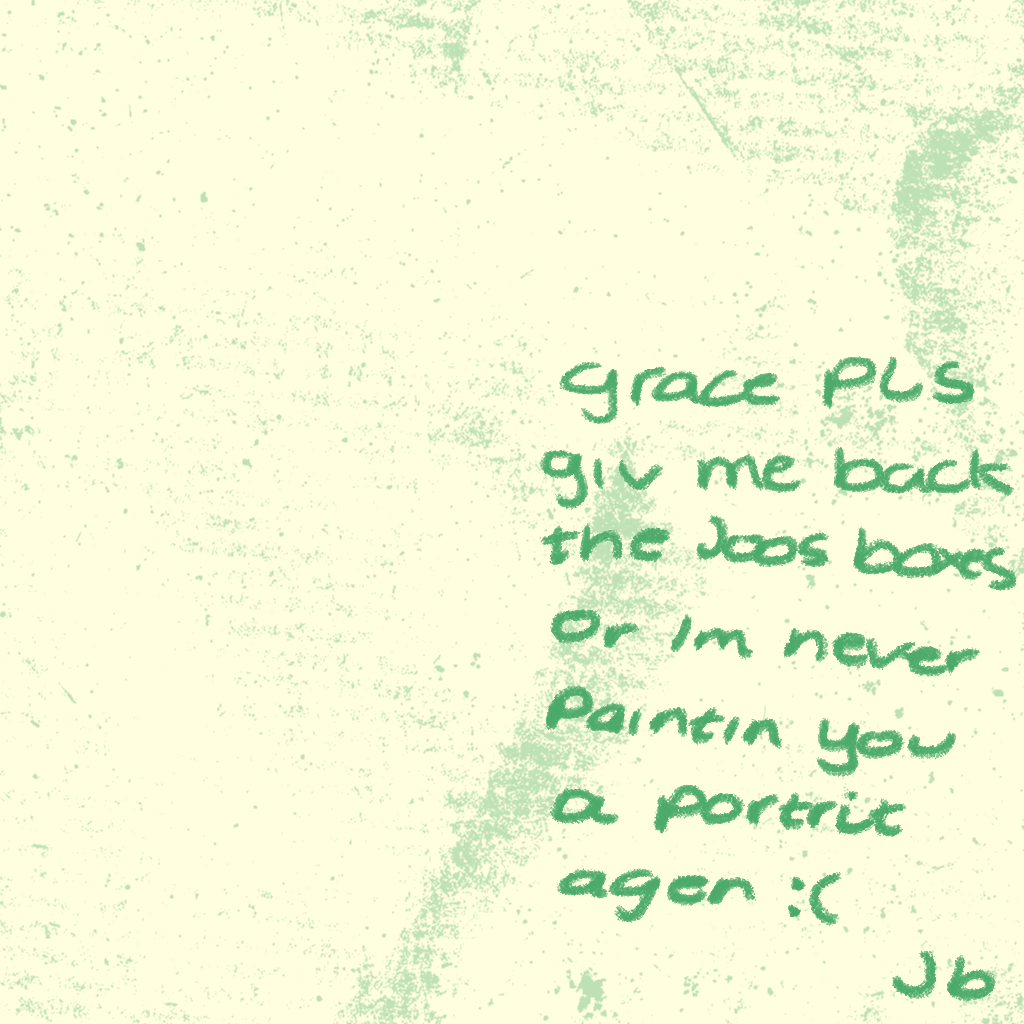 grace PLS
giv me back
the Joos boxes
or Im never
Paintin you
a portrit
agen :(
Jb